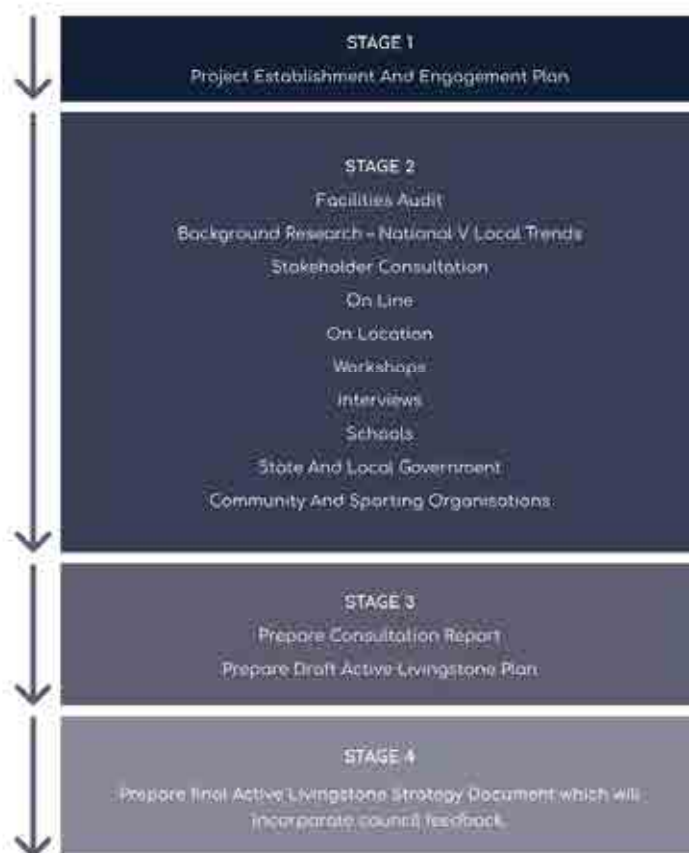 STAGE 1
Project Establishment And Engagement Plan
STAGE 2
Facilities Audit
Background Research – National V Local Trends
Stakeholder Consultation
On Line
On Location
Workshops
Interviews
Schools
State And Local Government
Community And Sporting Organisations
STAGE 3
Prepare Consultation Report
Prepare Draft Active Livingstone Plan
STAGE 4
Prepare final Active Livingstone Strategy Document which will
incorporate council feedback.